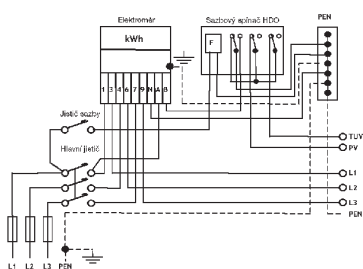 Elektroměr
Sazbový spínač HDO
PEN
kWh
F
1 3 4 6 7 9 N A B
Jistič sazby
Hlavní jistič
TUV
PV
L1
L2
L3
PEN
L1 L2 L3 PEN